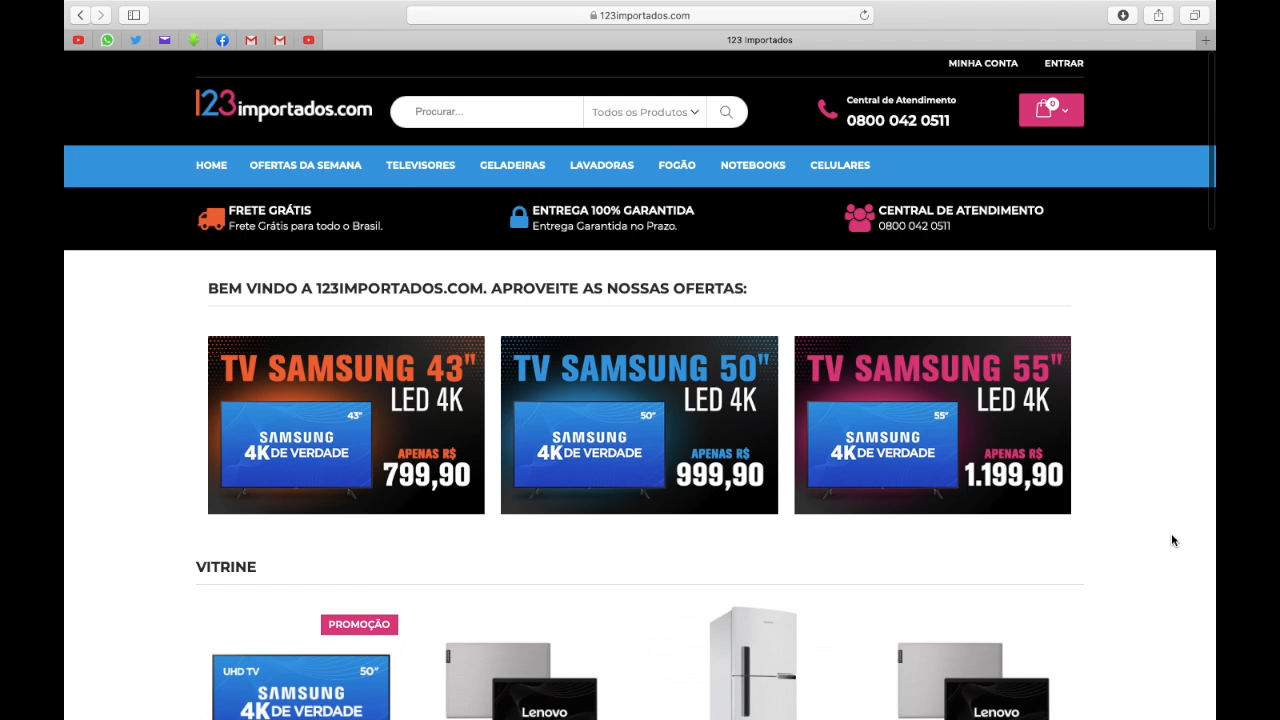 123importados.com
123 Importados
MINHA CONTA ENTRAR
123importados.com
Procurar...
Todos os Produtos
Central de Atendimento
0800 042 0511
0
HOME OFERTAS DA SEMANA TELEVISORES GELADEIRAS LAVADORAS FOGÃO NOTEBOOKS CELULARES
FRETE GRÁTIS
Frete Grátis para todo o Brasil.
ENTREGA 100% GARANTIDA
Entrega Garantida no Prazo.
CENTRAL DE ATENDIMENTO
0800 042 0511
BEM VINDO A 123IMPORTADOS.COM. APROVEITE AS NOSSAS OFERTAS:
TV SAMSUNG 43"
LED 4K
43"
SAMSUNG
4K DE VERDADE
APENAS R$
799,90
TV SAMSUNG 50"
LED 4K
50"
SAMSUNG
4K DE VERDADE
APENAS R$
999,90
TV SAMSUNG 55"
LED 4K
55"
SAMSUNG
4K DE VERDADE
APENAS R$
1.199,90
VITRINE
PROMOÇÃO
UHD TV 50"
SAMSUNG
4K DE VERDADE
Lenovo
Lenovo